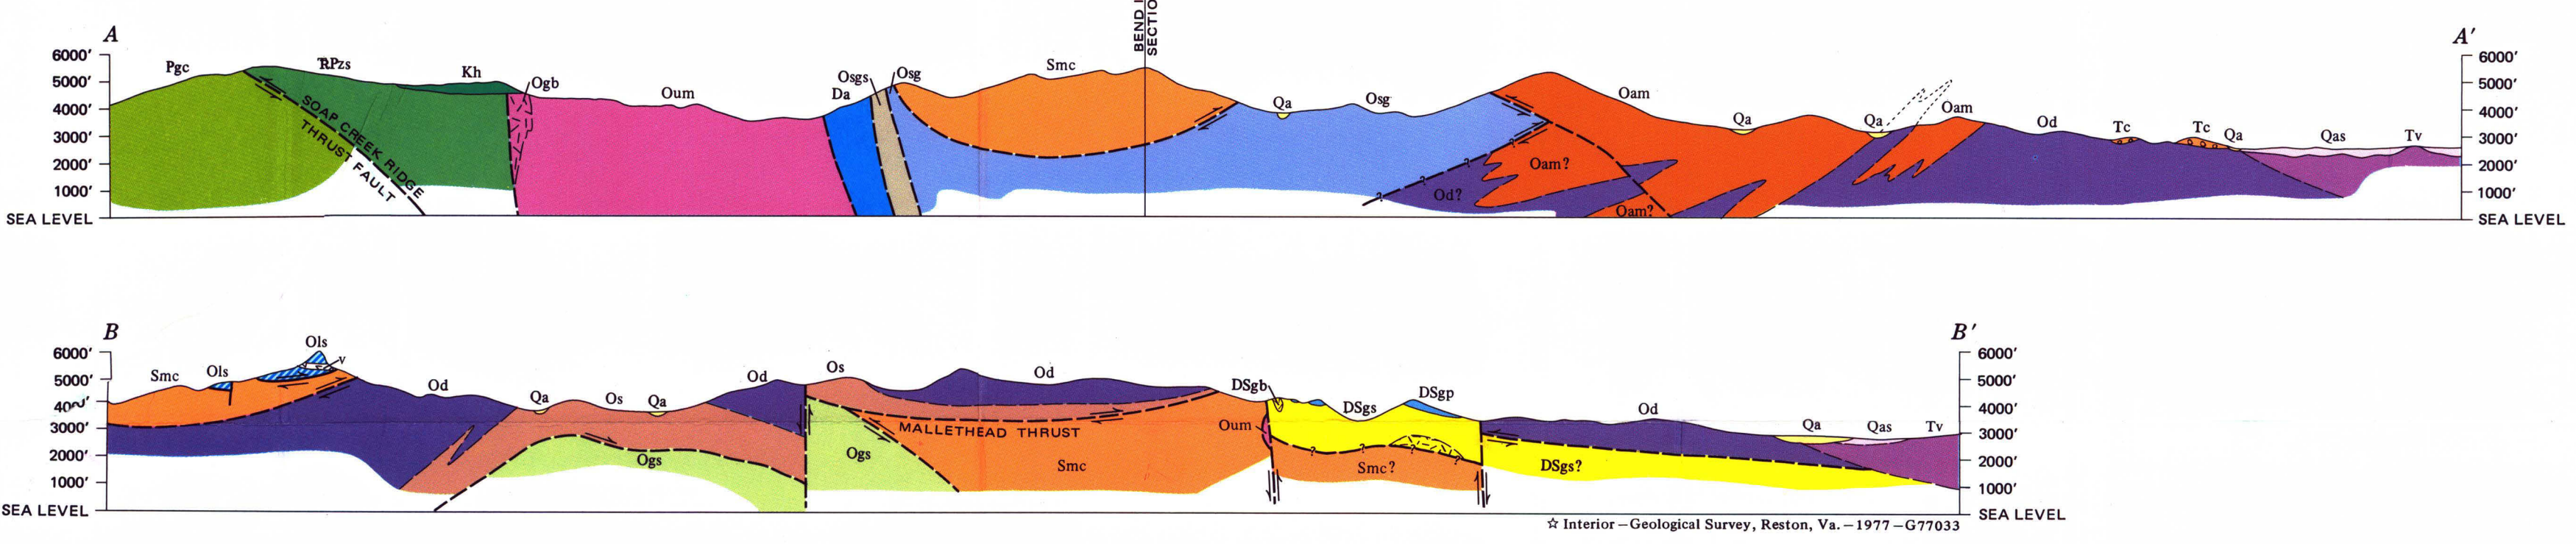 BEND I
SECTIO
A
A'
6000'
5000'
4000'
3000'
2000'
1000'
SEA LEVEL
Pgc
TRPzs
Kh
Ogb
Oum
Da
Osgs
Osg
Smc
Qa
Osg
Oam
Qa
Qa
Oam
Od
Tc
Tc
Qa
Qas
Tv
SOAP CREEK RIDGE
THRUST FAULT
?
?
?
?
Od?
Oam?
Oam?
6000'
5000'
4000'
3000'
2000'
1000'
SEA LEVEL
B
B'
6000'
5000'
3000'
2000'
1000'
SEA LEVEL
Smc
Ols
Ols
v
Od
Qa
Os
Qa
Od
Os
Od
DSgb
DSgs
DSgp
Od
Qa
Qas
Tv
Ogs
Ogs
MALLETHEAD THRUST
Smc
Oum
?
?
?
?
Smc?
DSgs?
6000'
5000'
4000'
3000'
2000'
1000'
SEA LEVEL
☆ Interior—Geological Survey, Reston, Va.—1977—G77033